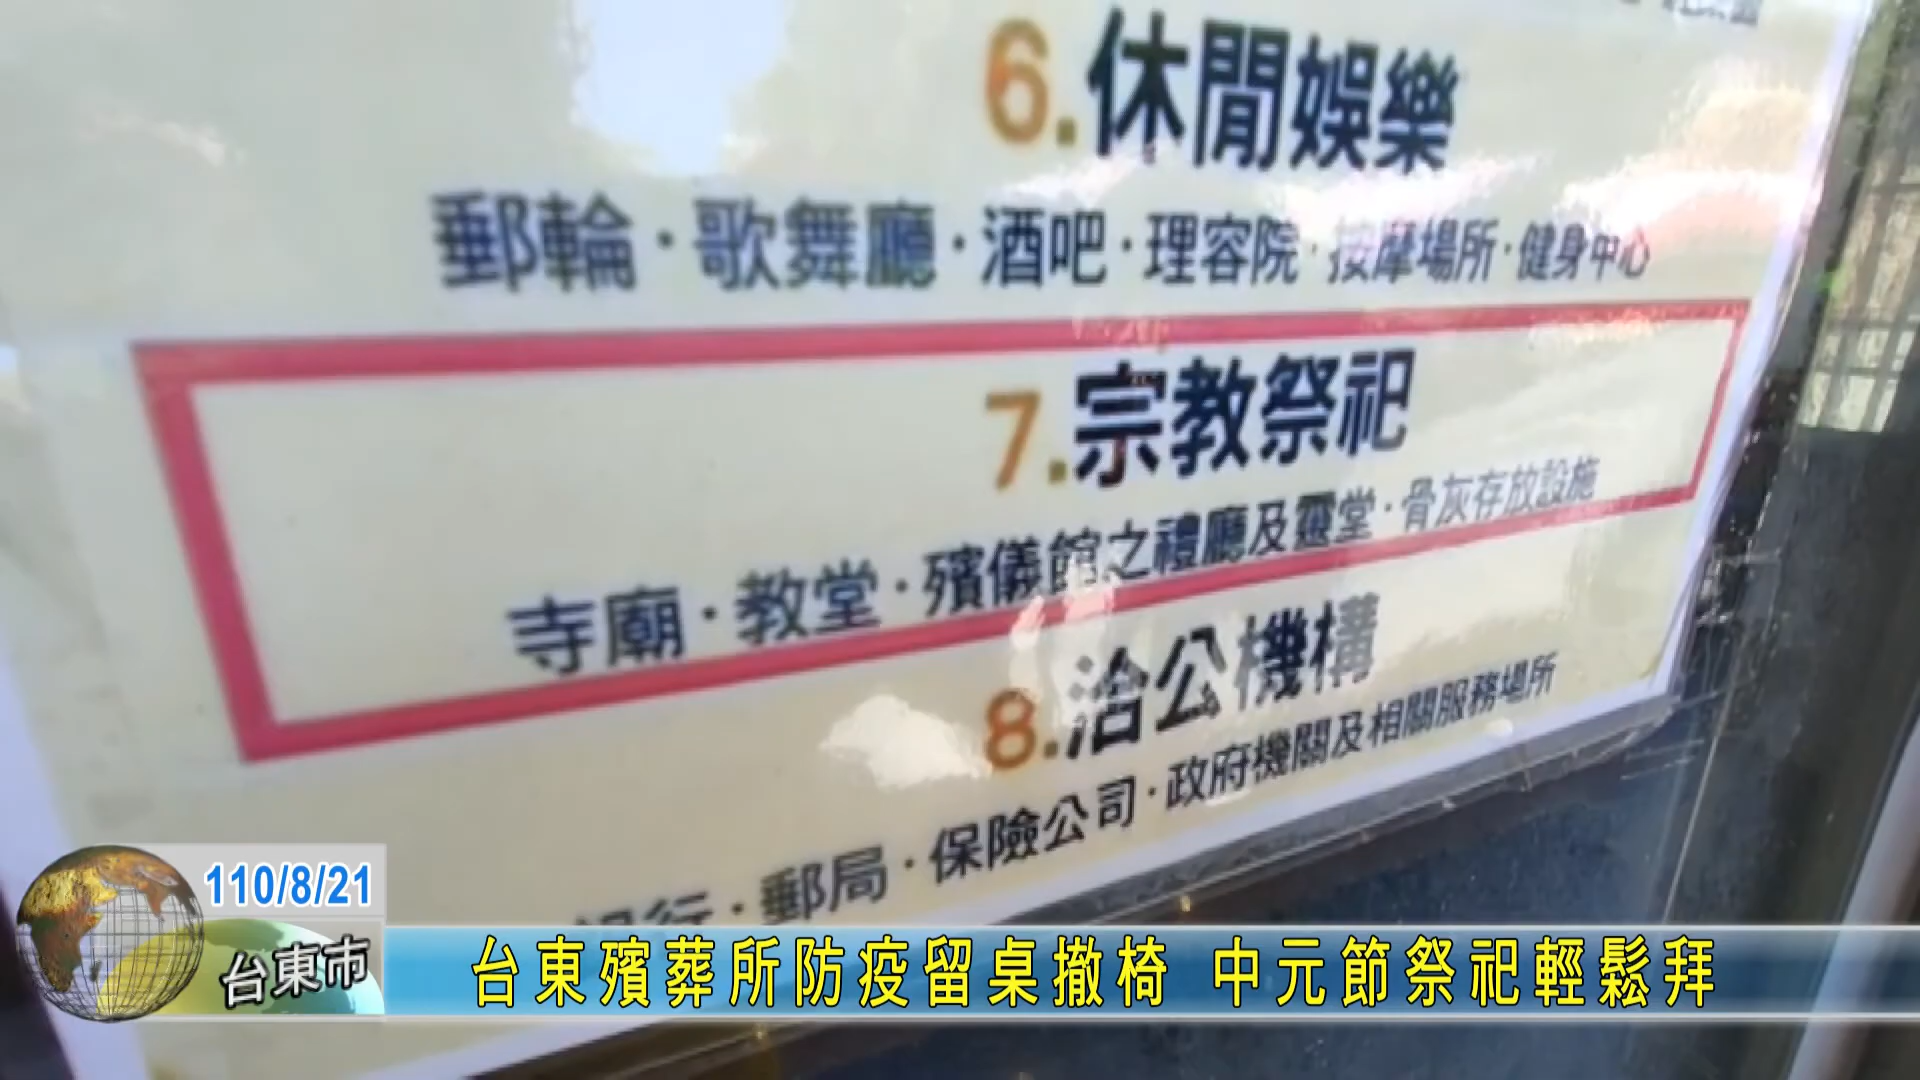 6.休閒娛樂
郵輪·歌舞廳·酒吧·理容院·按摩場所·健身中心
7.宗教祭祀
寺廟·教堂·殯儀館之禮廳及靈堂·骨灰存放設施
8.洽公機構
銀行·郵局·保險公司·政府機關及相關服務場所
110/8/21
台東市
台東殯葬所防疫留桌撤椅 中元節祭祀輕鬆拜